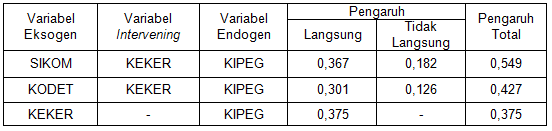 Variabel Eksogen | Variabel Intervening | Variabel Endogen | Pengaruh Langsung | Pengaruh Tidak Langsung | Pengaruh Total
SIKOM | KEKER | KIPEG | 0,367 | 0,182 | 0,549
KODET | KEKER | KIPEG | 0,301 | 0,126 | 0,427
KEKER | - | KIPEG | 0,375 | - | 0,375